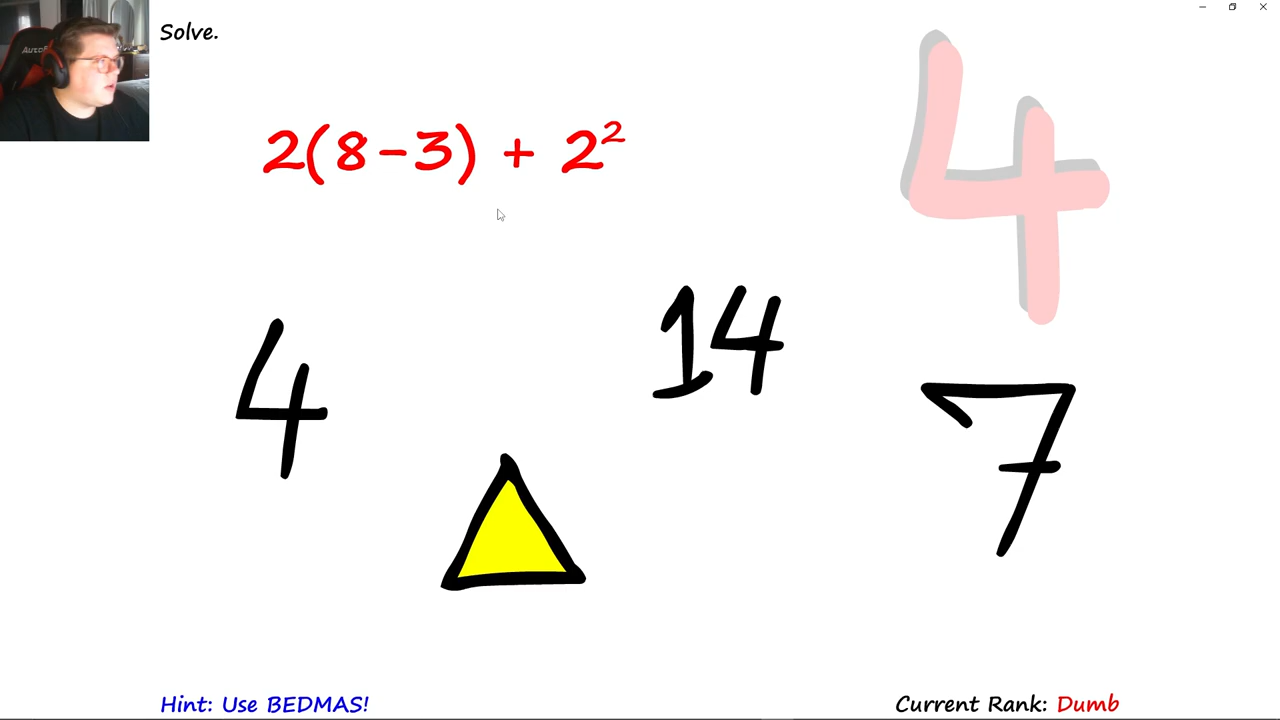 Solve.
2(8-3) + 2²
4
14
4
7
Hint: Use BEDMAS!
Current Rank: Dumb